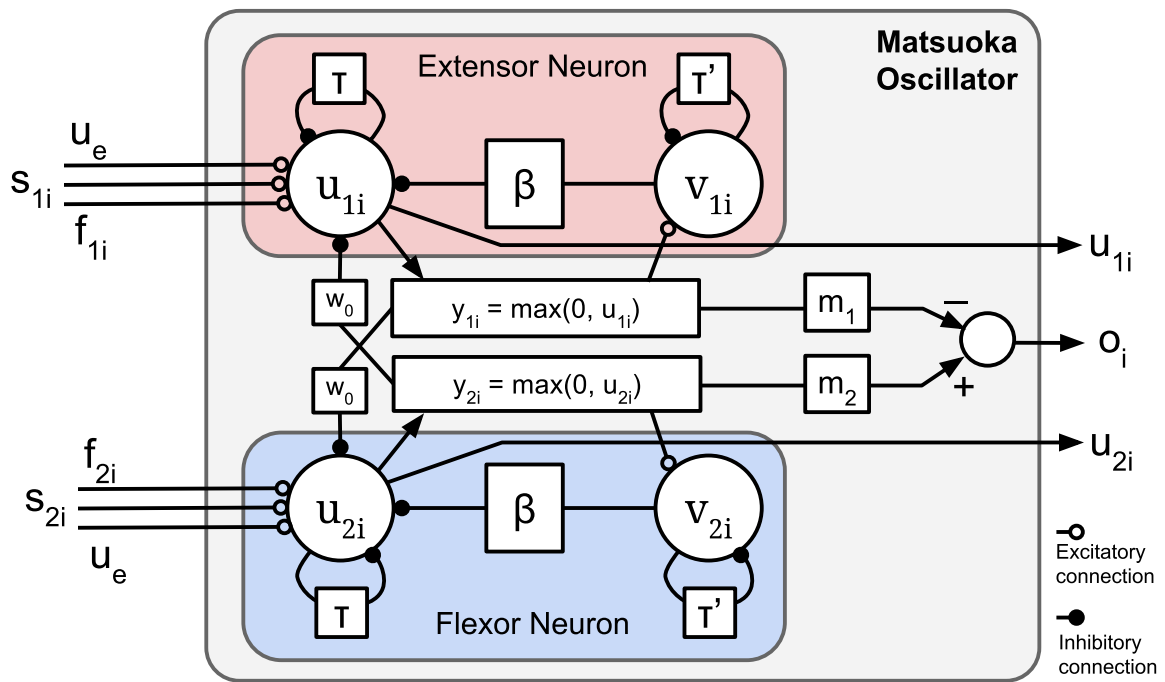 Matsuoka
Oscillator
Extensor Neuron
τ
τ’
u_e
s_1i
f_1i
u_1i
β
v_1i
u_1i
w_0
y_1i = max(0, u_1i)
m_1
−
o_i
w_0
y_2i = max(0, u_2i)
m_2
+
u_2i
f_2i
s_2i
u_e
u_2i
β
v_2i
τ
τ’
Flexor Neuron
Excitatory
connection
Inhibitory
connection